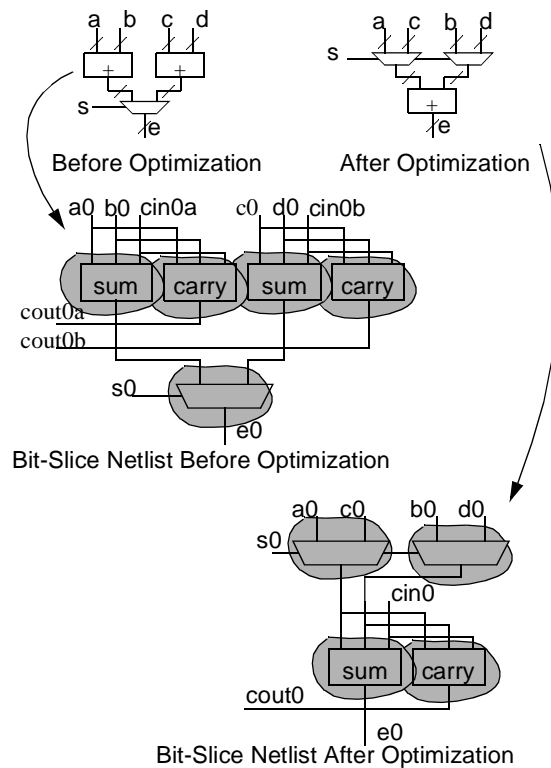 a b c d
a c b d
+ +
s
s
+
e
e
Before Optimization
After Optimization
a0 b0 cin0a c0 d0 cin0b
sum carry sum carry
cout0a
cout0b
s0
e0
Bit-Slice Netlist Before Optimization
a0 c0 b0 d0
s0
cin0
sum carry
cout0
e0
Bit-Slice Netlist After Optimization